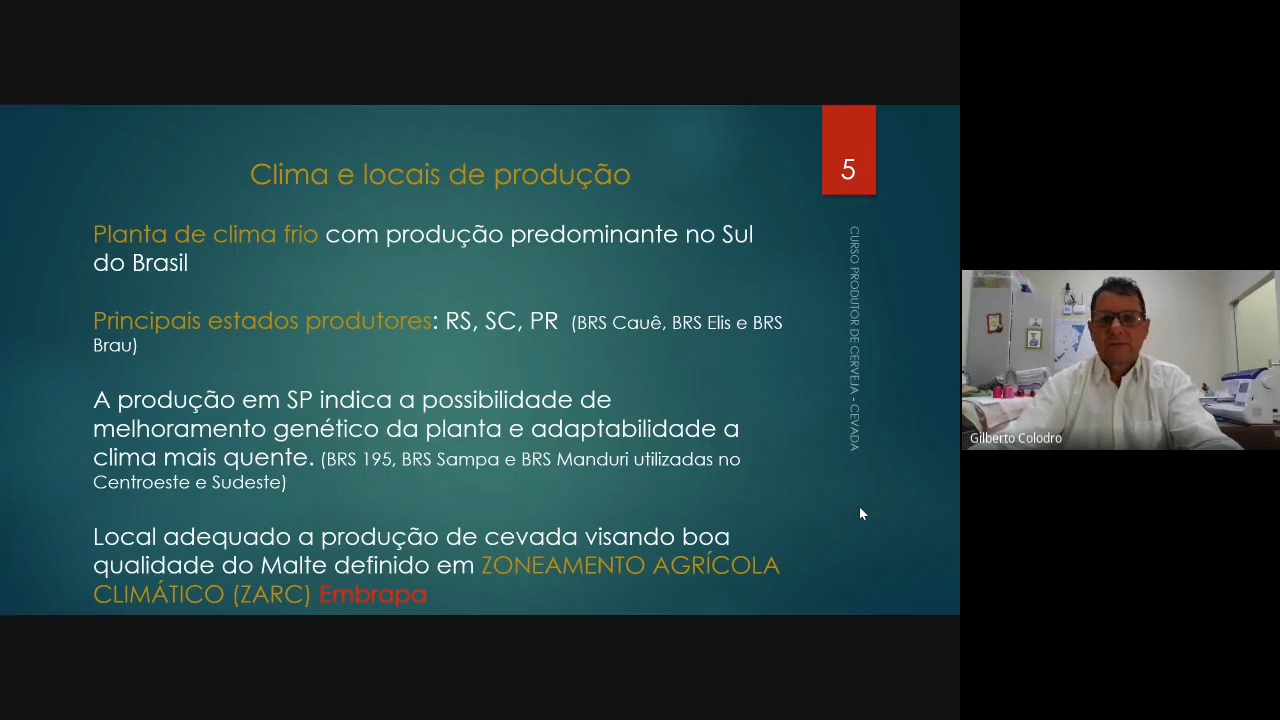 Clima e locais de produção
5
Planta de clima frio com produção predominante no Sul
do Brasil
Principais estados produtores: RS, SC, PR (BRS Cauê, BRS Elis e BRS
Brau)
A produção em SP indica a possibilidade de
melhoramento genético da planta e adaptabilidade a
clima mais quente. (BRS 195, BRS Sampa e BRS Manduri utilizadas no
Centroeste e Sudeste)
Local adequado a produção de cevada visando boa
qualidade do Malte definido em ZONEAMENTO AGRÍCOLA
CLIMÁTICO (ZARC) Embrapa
CURSO PRODUTOR DE CERVEJA - CEVADA
Gilberto Colodro